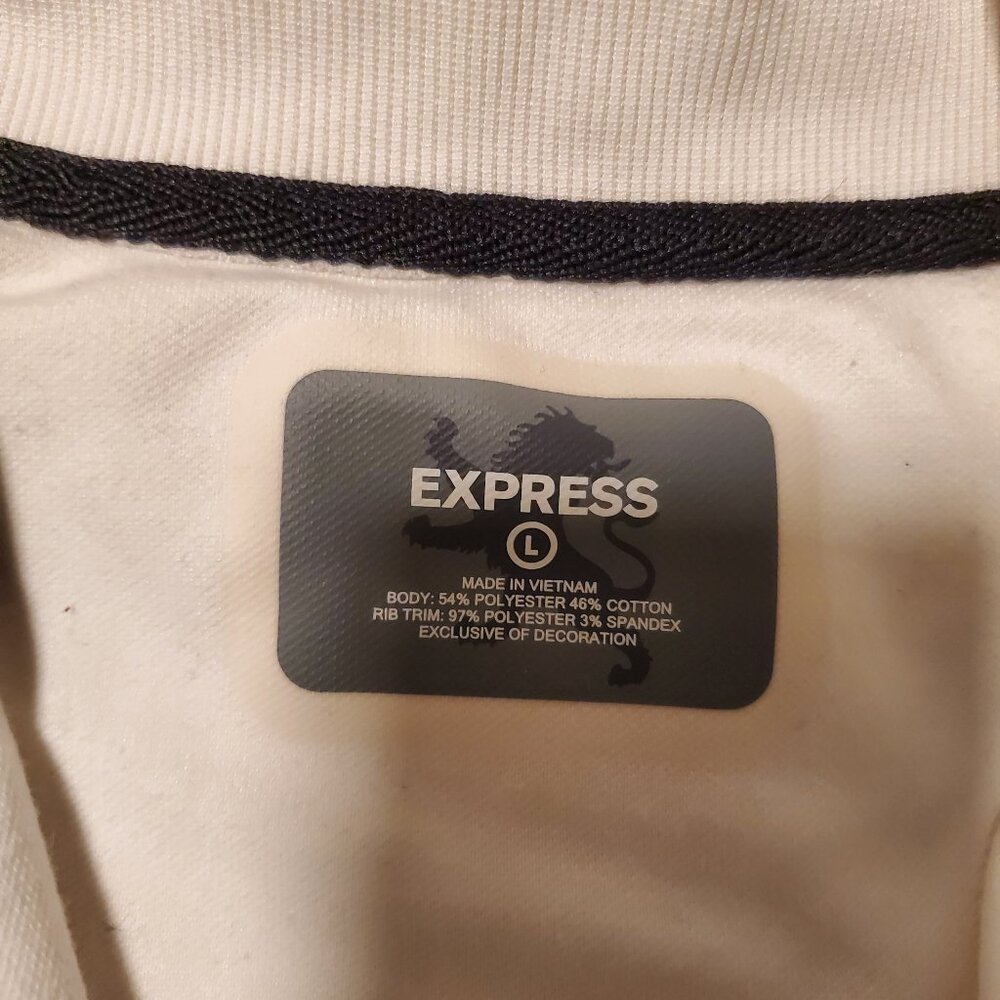 EXPRESS
L
MADE IN VIETNAM
BODY: 54% POLYESTER 46% COTTON
RIB TRIM: 97% POLYESTER 3% SPANDEX
EXCLUSIVE OF DECORATION